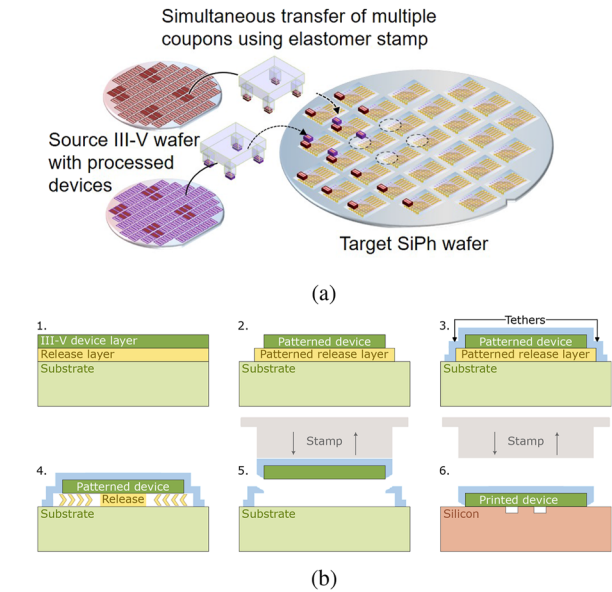 Simultaneous transfer of multiple
coupons using elastomer stamp
Source III-V wafer
with processed
devices
Target SiPh wafer
(a)
1.
III-V device layer
Release layer
Substrate
2.
Patterned device
Patterned release layer
Substrate
3.
Tethers
Patterned device
Patterned release layer
Substrate
4.
Patterned device
Release
Substrate
Stamp
5.
Substrate
Stamp
6.
Printed device
Silicon
(b)